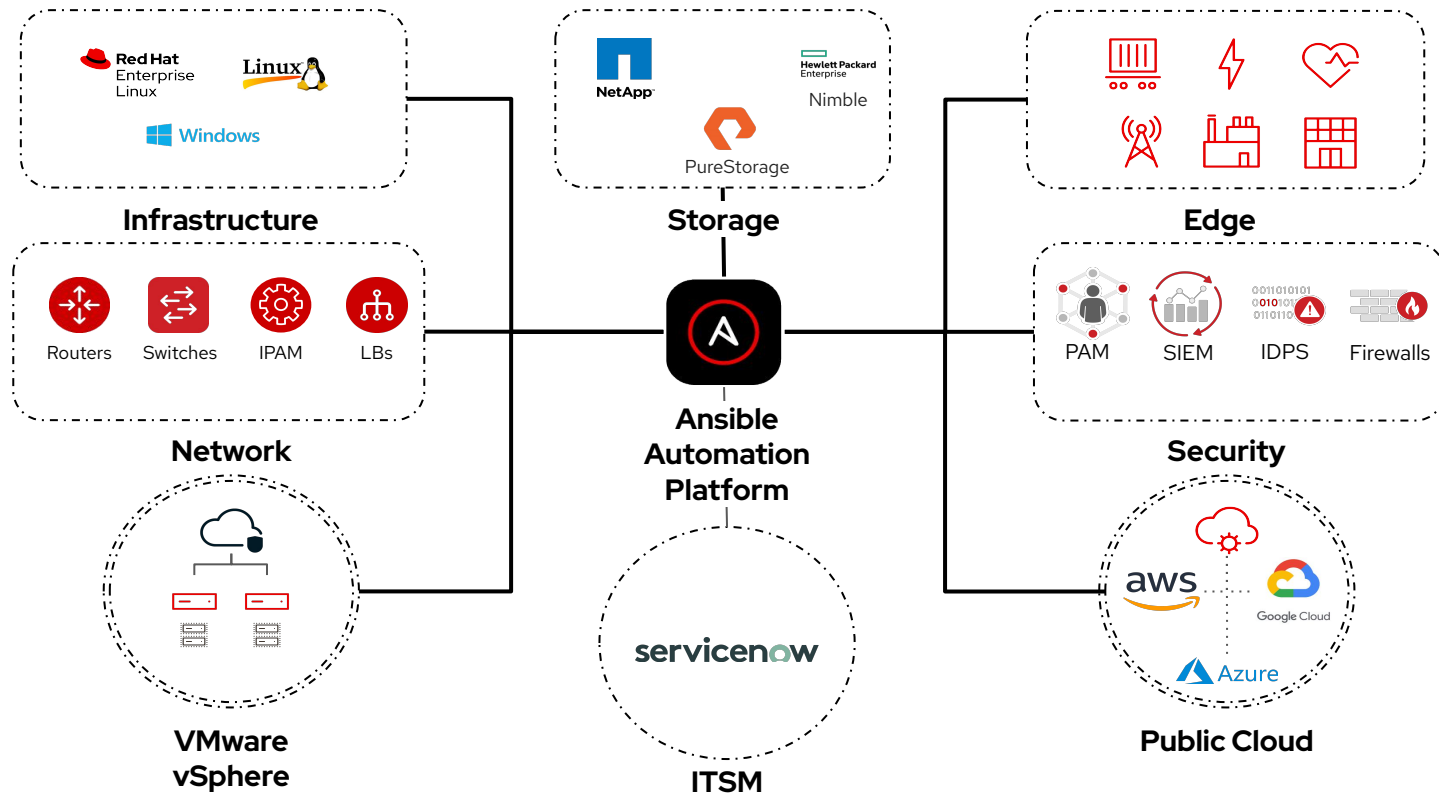 Red Hat
Enterprise
Linux
Linux
Windows
Infrastructure
NetApp
Hewlett Packard
Enterprise
Nimble
PureStorage
Storage
Edge
Routers
Switches
IPAM
LBs
Network
Ansible
Automation
Platform
0011010101
001010101
0110110
PAM
SIEM
IDPS
Firewalls
Security
VMware
vSphere
servicenow
ITSM
aws
Google Cloud
Azure
Public Cloud